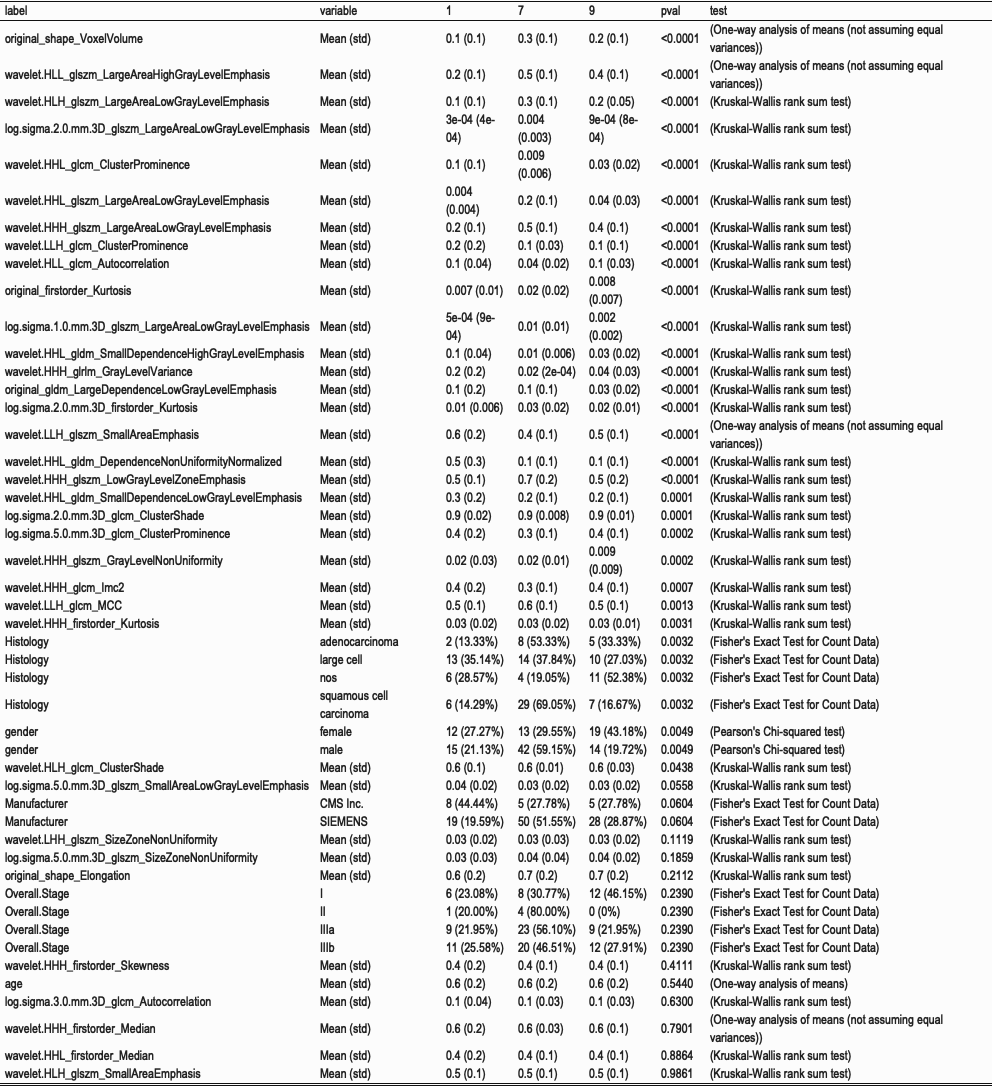 label variable 1 7 9 pval test
original_shape_VoxelVolume Mean (std) 0.1 (0.1) 0.3 (0.1) 0.2 (0.1) <0.0001 (One-way analysis of means (not assuming equal
variances))
wavelet.HLL_glszm_LargeAreaHighGrayLevelEmphasis Mean (std) 0.2 (0.1) 0.5 (0.1) 0.4 (0.1) <0.0001 (One-way analysis of means (not assuming equal
variances))
wavelet.HLH_glszm_LargeAreaLowGrayLevelEmphasis Mean (std) 0.1 (0.1) 0.3 (0.1) 0.2 (0.05) <0.0001 (Kruskal-Wallis rank sum test)
log.sigma.2.0.mm.3D_glszm_LargeAreaLowGrayLevelEmphasis Mean (std) 3e-04 (4e-
04) 0.004
(0.003) 9e-04 (8e-
04) <0.0001 (Kruskal-Wallis rank sum test)
wavelet.HHL_glcm_ClusterProminence Mean (std) 0.1 (0.1) 0.009
(0.006) 0.03 (0.02) <0.0001 (Kruskal-Wallis rank sum test)
wavelet.HHL_glszm_LargeAreaLowGrayLevelEmphasis Mean (std) 0.004
(0.004) 0.2 (0.1) 0.04 (0.03) <0.0001 (Kruskal-Wallis rank sum test)
wavelet.HHH_glszm_LargeAreaLowGrayLevelEmphasis Mean (std) 0.2 (0.1) 0.5 (0.1) 0.4 (0.1) <0.0001 (Kruskal-Wallis rank sum test)
wavelet.LLH_glcm_ClusterProminence Mean (std) 0.2 (0.2) 0.1 (0.03) 0.1 (0.1) <0.0001 (Kruskal-Wallis rank sum test)
wavelet.HLL_glcm_Autocorrelation Mean (std) 0.1 (0.04) 0.04 (0.02) 0.1 (0.03) <0.0001 (Kruskal-Wallis rank sum test)
original_firstorder_Kurtosis Mean (std) 0.007 (0.01) 0.02 (0.02) 0.008
(0.007) <0.0001 (Kruskal-Wallis rank sum test)
log.sigma.1.0.mm.3D_glszm_LargeAreaLowGrayLevelEmphasis Mean (std) 5e-04 (9e-
04) 0.01 (0.01) 0.002
(0.002) <0.0001 (Kruskal-Wallis rank sum test)
wavelet.HHL_gldm_SmallDependenceHighGrayLevelEmphasis Mean (std) 0.1 (0.04) 0.01 (0.006) 0.03 (0.02) <0.0001 (Kruskal-Wallis rank sum test)
wavelet.HHH_glrlm_GrayLevelVariance Mean (std) 0.2 (0.2) 0.02 (2e-04) 0.04 (0.03) <0.0001 (Kruskal-Wallis rank sum test)
original_gldm_LargeDependenceLowGrayLevelEmphasis Mean (std) 0.1 (0.2) 0.1 (0.1) 0.03 (0.02) <0.0001 (Kruskal-Wallis rank sum test)
log.sigma.2.0.mm.3D_firstorder_Kurtosis Mean (std) 0.01 (0.006) 0.03 (0.02) 0.02 (0.01) <0.0001 (Kruskal-Wallis rank sum test)
wavelet.LLH_glszm_SmallAreaEmphasis Mean (std) 0.6 (0.2) 0.4 (0.1) 0.5 (0.1) <0.0001 (One-way analysis of means (not assuming equal
variances))
wavelet.HHL_gldm_DependenceNonUniformityNormalized Mean (std) 0.5 (0.3) 0.1 (0.1) 0.1 (0.1) <0.0001 (Kruskal-Wallis rank sum test)
wavelet.HHH_glszm_LowGrayLevelZoneEmphasis Mean (std) 0.5 (0.1) 0.7 (0.2) 0.5 (0.2) <0.0001 (Kruskal-Wallis rank sum test)
wavelet.HHL_gldm_SmallDependenceLowGrayLevelEmphasis Mean (std) 0.3 (0.2) 0.2 (0.1) 0.2 (0.1) 0.0001 (Kruskal-Wallis rank sum test)
log.sigma.2.0.mm.3D_glcm_ClusterShade Mean (std) 0.9 (0.02) 0.9 (0.008) 0.9 (0.01) 0.0001 (Kruskal-Wallis rank sum test)
log.sigma.5.0.mm.3D_glcm_ClusterProminence Mean (std) 0.4 (0.2) 0.3 (0.1) 0.4 (0.1) 0.0002 (Kruskal-Wallis rank sum test)
wavelet.HHH_glszm_GrayLevelNonUniformity Mean (std) 0.02 (0.03) 0.02 (0.01) 0.009
(0.009) 0.0002 (Kruskal-Wallis rank sum test)
wavelet.HHH_glcm_Imc2 Mean (std) 0.4 (0.2) 0.3 (0.1) 0.4 (0.1) 0.0007 (Kruskal-Wallis rank sum test)
wavelet.LLH_glcm_MCC Mean (std) 0.5 (0.1) 0.6 (0.1) 0.5 (0.1) 0.0013 (Kruskal-Wallis rank sum test)
wavelet.HHH_firstorder_Kurtosis Mean (std) 0.03 (0.02) 0.03 (0.02) 0.03 (0.01) 0.0031 (Kruskal-Wallis rank sum test)
Histology adenocarcinoma 2 (13.33%) 8 (53.33%) 5 (33.33%) 0.0032 (Fisher's Exact Test for Count Data)
Histology large cell 13 (35.14%) 14 (37.84%) 10 (27.03%) 0.0032 (Fisher's Exact Test for Count Data)
Histology nos 6 (28.57%) 4 (19.05%) 11 (52.38%) 0.0032 (Fisher's Exact Test for Count Data)
Histology squamous cell
carcinoma 6 (14.29%) 29 (69.05%) 7 (16.67%) 0.0032 (Fisher's Exact Test for Count Data)
gender female 12 (27.27%) 13 (29.55%) 19 (43.18%) 0.0049 (Pearson's Chi-squared test)
gender male 15 (21.13%) 42 (59.15%) 14 (19.72%) 0.0049 (Pearson's Chi-squared test)
wavelet.HLH_glcm_ClusterShade Mean (std) 0.6 (0.1) 0.6 (0.01) 0.6 (0.03) 0.0438 (Kruskal-Wallis rank sum test)
log.sigma.5.0.mm.3D_glszm_SmallAreaLowGrayLevelEmphasis Mean (std) 0.04 (0.02) 0.03 (0.02) 0.03 (0.02) 0.0558 (Kruskal-Wallis rank sum test)
Manufacturer CMS Inc. 8 (44.44%) 5 (27.78%) 5 (27.78%) 0.0604 (Fisher's Exact Test for Count Data)
Manufacturer SIEMENS 19 (19.59%) 50 (51.55%) 28 (28.87%) 0.0604 (Fisher's Exact Test for Count Data)
wavelet.LHH_glszm_SizeZoneNonUniformity Mean (std) 0.03 (0.02) 0.03 (0.03) 0.03 (0.02) 0.1119 (Kruskal-Wallis rank sum test)
log.sigma.5.0.mm.3D_glszm_SizeZoneNonUniformity Mean (std) 0.03 (0.03) 0.04 (0.04) 0.04 (0.02) 0.1859 (Kruskal-Wallis rank sum test)
original_shape_Elongation Mean (std) 0.6 (0.2) 0.7 (0.2) 0.7 (0.2) 0.2112 (Kruskal-Wallis rank sum test)
Overall.Stage I 6 (23.08%) 8 (30.77%) 12 (46.15%) 0.2390 (Fisher's Exact Test for Count Data)
Overall.Stage II 1 (20.00%) 4 (80.00%) 0 (0%) 0.2390 (Fisher's Exact Test for Count Data)
Overall.Stage IIIa 9 (21.95%) 23 (56.10%) 9 (21.95%) 0.2390 (Fisher's Exact Test for Count Data)
Overall.Stage IIIb 11 (25.58%) 20 (46.51%) 12 (27.91%) 0.2390 (Fisher's Exact Test for Count Data)
wavelet.HHH_firstorder_Skewness Mean (std) 0.4 (0.2) 0.4 (0.1) 0.4 (0.1) 0.4111 (Kruskal-Wallis rank sum test)
age Mean (std) 0.6 (0.2) 0.6 (0.2) 0.6 (0.2) 0.5440 (One-way analysis of means)
log.sigma.3.0.mm.3D_glcm_Autocorrelation Mean (std) 0.1 (0.04) 0.1 (0.03) 0.1 (0.03) 0.6300 (Kruskal-Wallis rank sum test)
wavelet.HHH_firstorder_Median Mean (std) 0.6 (0.2) 0.6 (0.03) 0.6 (0.1) 0.7901 (One-way analysis of means (not assuming equal
variances))
wavelet.HHL_firstorder_Median Mean (std) 0.4 (0.2) 0.4 (0.1) 0.4 (0.1) 0.8864 (Kruskal-Wallis rank sum test)
wavelet.HLH_glszm_SmallAreaEmphasis Mean (std) 0.5 (0.1) 0.5 (0.1) 0.5 (0.1) 0.9861 (Kruskal-Wallis rank sum test)